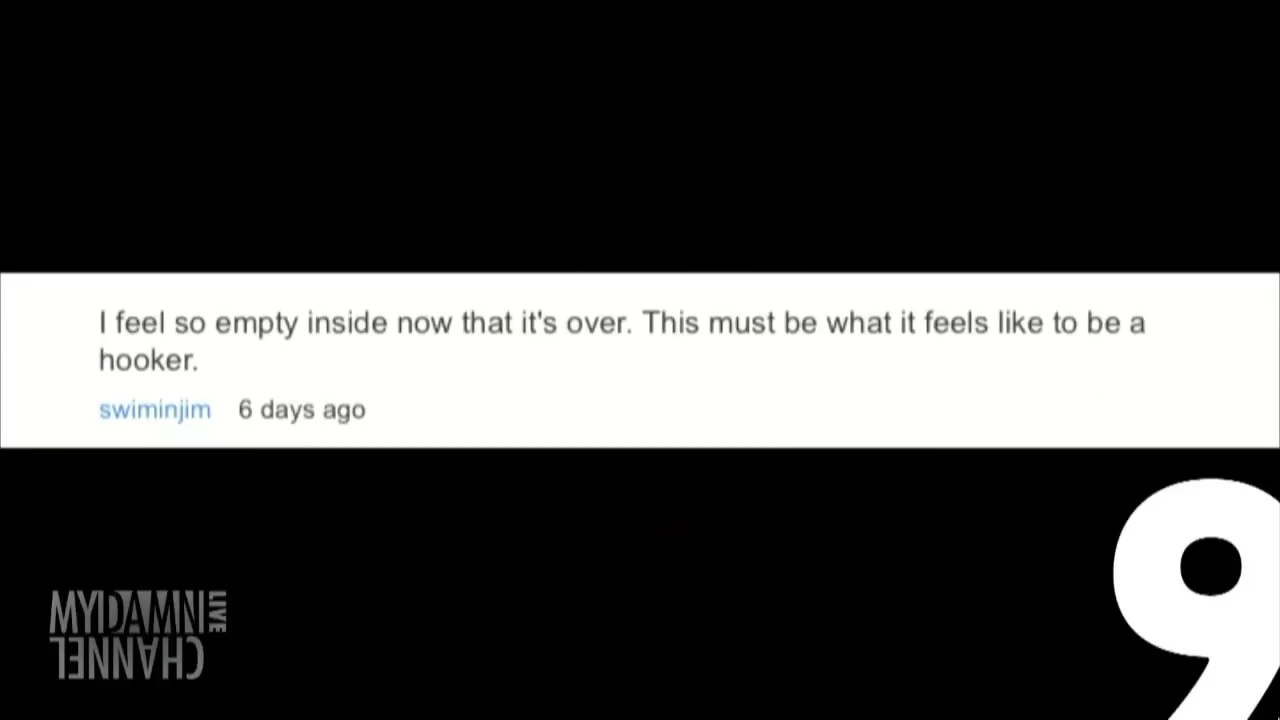 I feel so empty inside now that it's over. This must be what it feels like to be a
hooker.
swiminjim 6 days ago
9
MYDAMN LIVE
CHANNEL